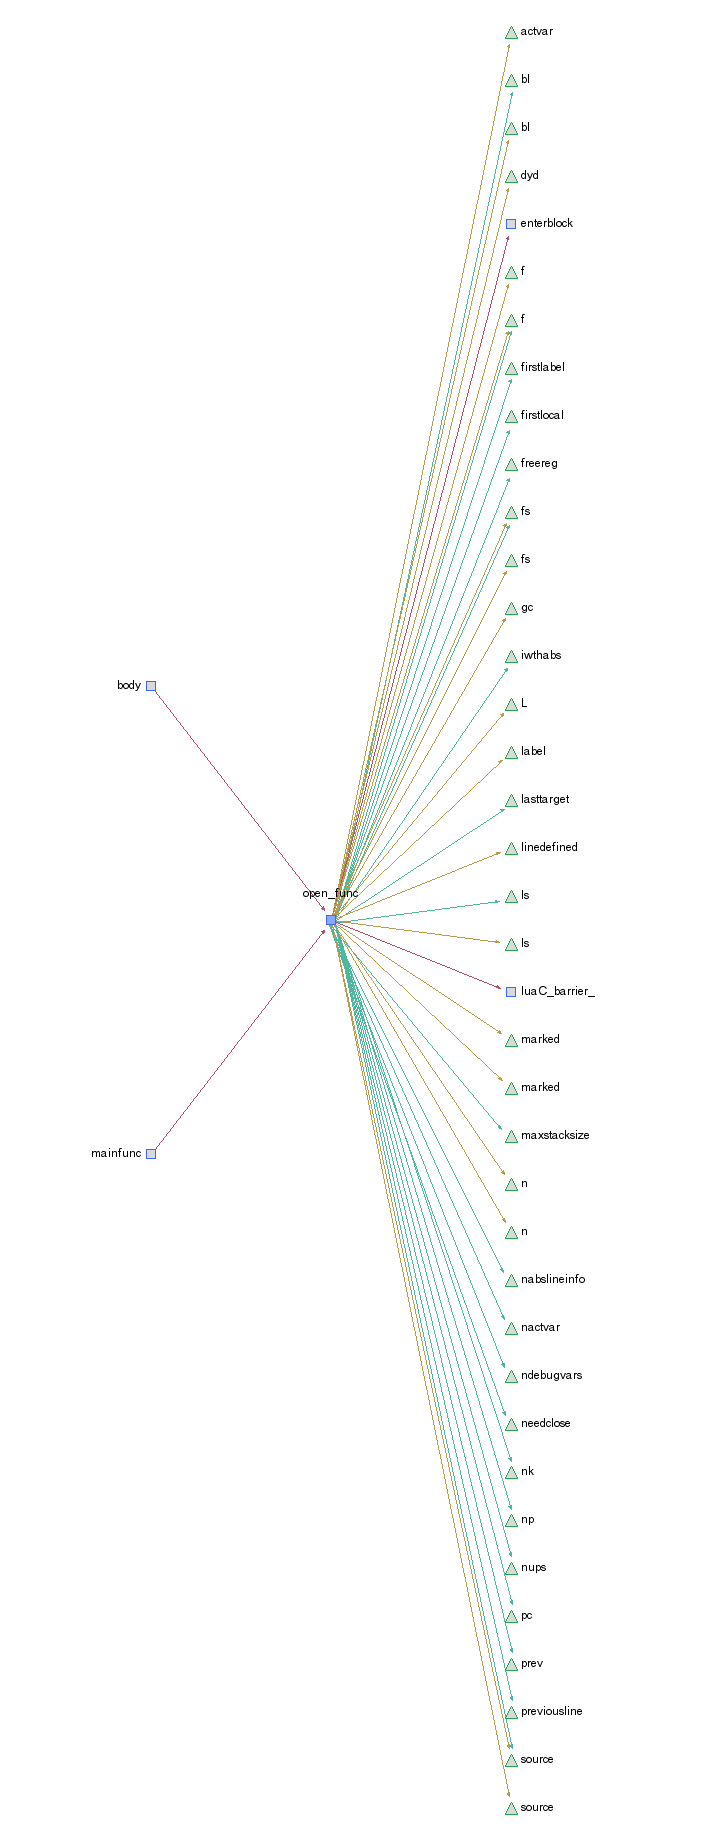 actvar
bl
bl
dyd
enterblock
f
f
firstlabel
firstlocal
freereg
fs
fs
gc
iwthabs
body
L
label
lasttarget
linedefined
open_func
ls
ls
luaC_barrier_
marked
marked
maxstacksize
mainfunc
n
n
nabslineinfo
nactvar
ndebugvars
needclose
nk
np
nups
pc
prev
previousline
source
source